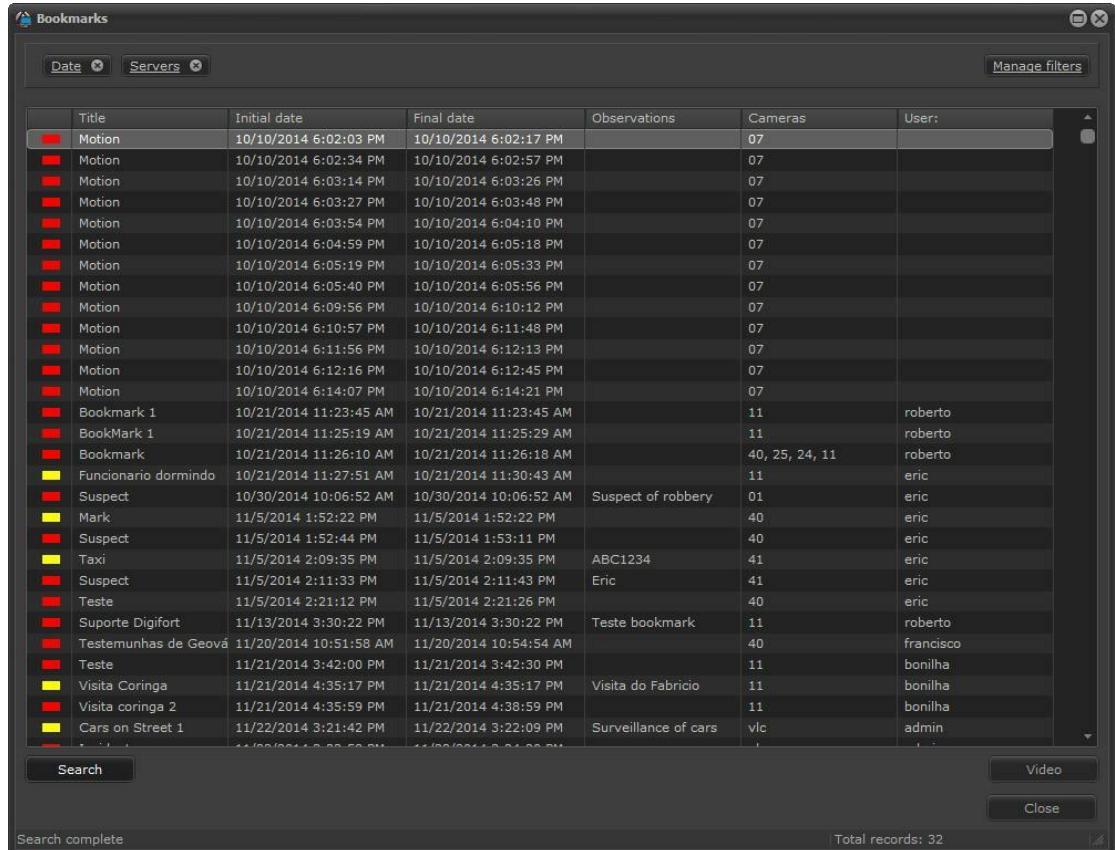 Bookmarks
Date Servers Manage filters
Title Initial date Final date Observations Cameras User:
Motion 10/10/2014 6:02:03 PM 10/10/2014 6:02:17 PM 07
Motion 10/10/2014 6:02:34 PM 10/10/2014 6:02:57 PM 07
Motion 10/10/2014 6:03:14 PM 10/10/2014 6:03:26 PM 07
Motion 10/10/2014 6:03:27 PM 10/10/2014 6:03:48 PM 07
Motion 10/10/2014 6:03:54 PM 10/10/2014 6:04:10 PM 07
Motion 10/10/2014 6:04:59 PM 10/10/2014 6:05:18 PM 07
Motion 10/10/2014 6:05:19 PM 10/10/2014 6:05:33 PM 07
Motion 10/10/2014 6:05:40 PM 10/10/2014 6:05:56 PM 07
Motion 10/10/2014 6:09:56 PM 10/10/2014 6:10:12 PM 07
Motion 10/10/2014 6:10:57 PM 10/10/2014 6:11:48 PM 07
Motion 10/10/2014 6:11:56 PM 10/10/2014 6:12:13 PM 07
Motion 10/10/2014 6:12:16 PM 10/10/2014 6:12:45 PM 07
Motion 10/10/2014 6:14:07 PM 10/10/2014 6:14:21 PM 07
Bookmark 1 10/21/2014 11:23:45 AM 10/21/2014 11:23:45 AM 11 roberto
BookMark 1 10/21/2014 11:25:19 AM 10/21/2014 11:25:29 AM 11 roberto
Bookmark 10/21/2014 11:26:10 AM 10/21/2014 11:26:18 AM 40, 25, 24, 11 roberto
Funcionario dormindo 10/21/2014 11:27:51 AM 10/21/2014 11:30:43 AM 11 eric
Suspect 10/30/2014 10:06:52 AM 10/30/2014 10:06:52 AM Suspect of robbery 01 eric
Mark 11/5/2014 1:52:22 PM 11/5/2014 1:52:22 PM 40 eric
Suspect 11/5/2014 1:52:44 PM 11/5/2014 1:53:11 PM 40 eric
Taxi 11/5/2014 2:09:35 PM 11/5/2014 2:09:35 PM ABC1234 41 eric
Suspect 11/5/2014 2:11:33 PM 11/5/2014 2:11:43 PM Eric 41 eric
Teste 11/5/2014 2:21:12 PM 11/5/2014 2:21:26 PM 40 eric
Suporte Digifort 11/13/2014 3:30:22 PM 11/13/2014 3:30:22 PM Teste bookmark 11 roberto
Testemunhas de Geová 11/20/2014 10:51:58 AM 11/20/2014 10:54:54 AM 40 francisco
Teste 11/21/2014 3:42:00 PM 11/21/2014 3:42:30 PM 11 bonilha
Visita Coringa 11/21/2014 4:35:17 PM 11/21/2014 4:35:17 PM Visita do Fabricio 11 bonilha
Visita coringa 2 11/21/2014 4:35:59 PM 11/21/2014 4:38:59 PM 11 bonilha
Cars on Street 1 11/22/2014 3:21:42 PM 11/22/2014 3:22:09 PM Surveillance of cars vlc admin
Search Video
Close
Search complete Total records: 32